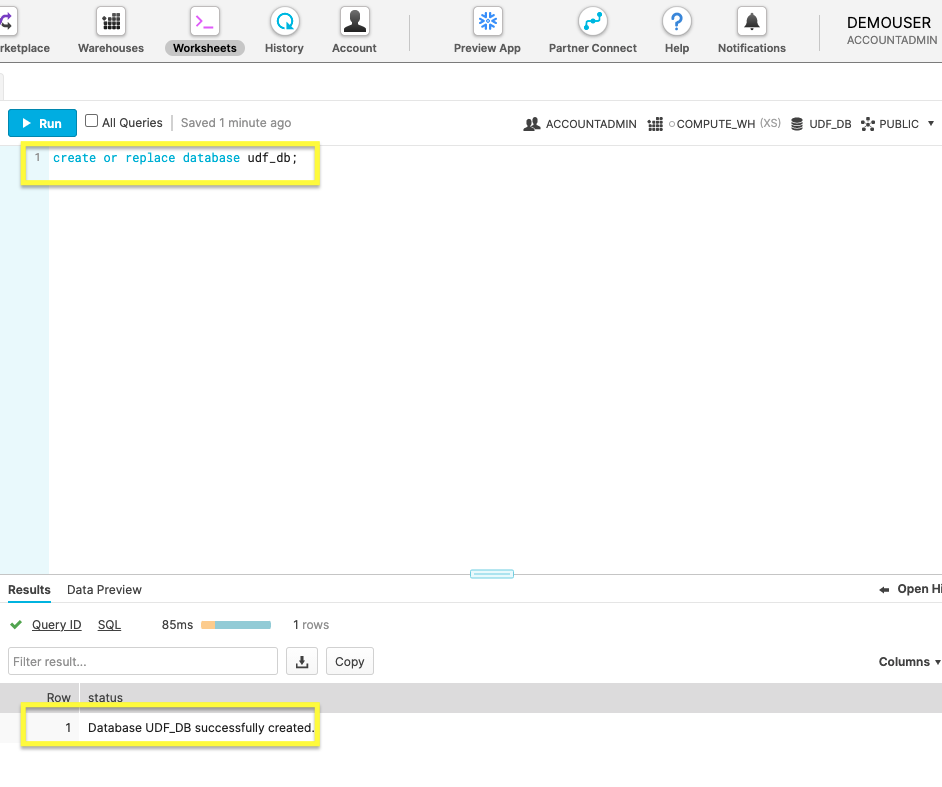 rketplace Warehouses Worksheets History Account Preview App Partner Connect Help Notifications
DEMOUSER
ACCOUNTADMIN
Run All Queries Saved 1 minute ago ACCOUNTADMIN COMPUTE_WH (XS) UDF_DB PUBLIC
1 create or replace database udf_db;
Results Data Preview Open Hi
Query ID SQL 85ms 1 rows
Filter result... Copy Columns
Row status
1 Database UDF_DB successfully created.